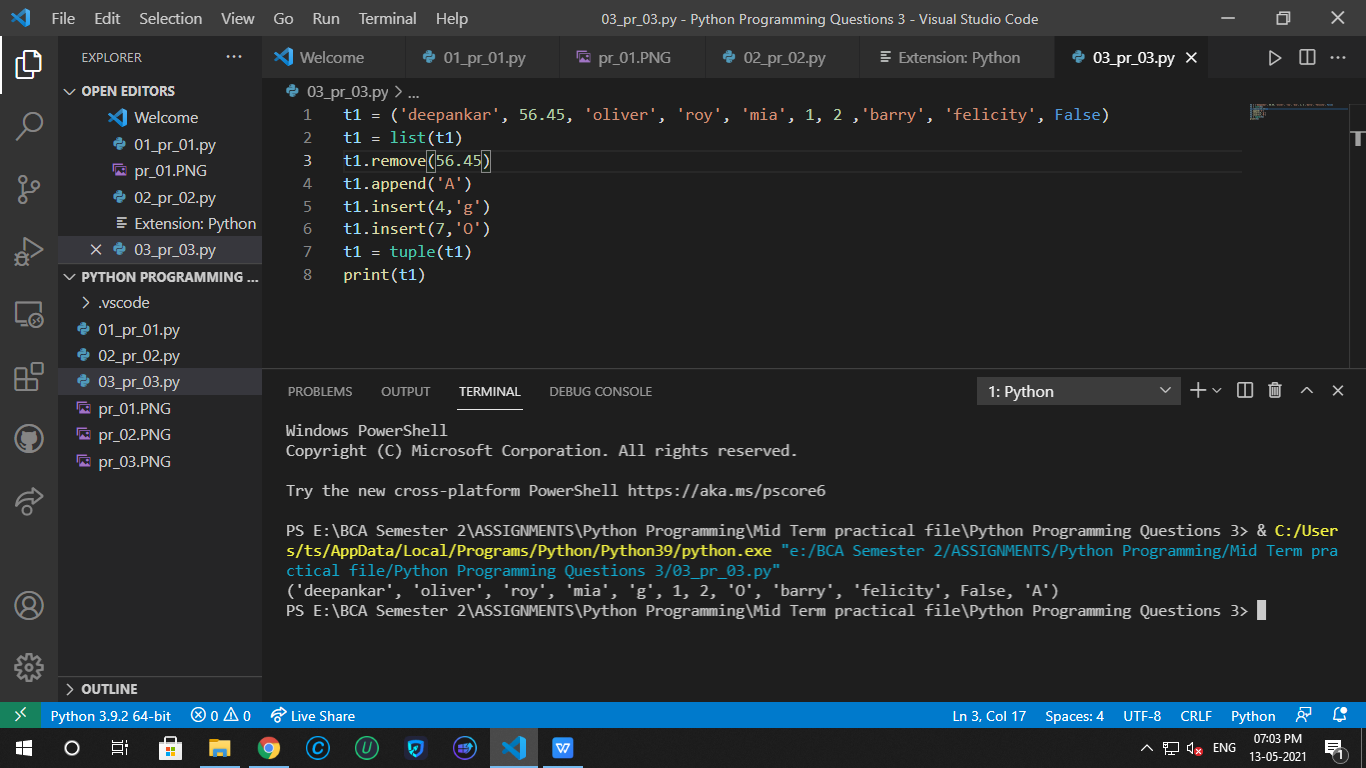 File Edit Selection View Go Run Terminal Help 03_pr_03.py - Python Programming Questions 3 - Visual Studio Code
EXPLORER
OPEN EDITORS
Welcome
01_pr_01.py
pr_01.PNG
02_pr_02.py
Extension: Python
03_pr_03.py
PYTHON PROGRAMMING ...
.vscode
01_pr_01.py
02_pr_02.py
03_pr_03.py
pr_01.PNG
pr_02.PNG
pr_03.PNG
OUTLINE
Welcome 01_pr_01.py pr_01.PNG 02_pr_02.py Extension: Python 03_pr_03.py
03_pr_03.py > ...
1 t1 = ('deepankar', 56.45, 'oliver', 'roy', 'mia', 1, 2 ,'barry', 'felicity', False)
2 t1 = list(t1)
3 t1.remove(56.45)
4 t1.append('A')
5 t1.insert(4,'g')
6 t1.insert(7,'O')
7 t1 = tuple(t1)
8 print(t1)
PROBLEMS OUTPUT TERMINAL DEBUG CONSOLE 1: Python
Windows PowerShell
Copyright (C) Microsoft Corporation. All rights reserved.
Try the new cross-platform PowerShell https://aka.ms/pscore6
PS E:\BCA Semester 2\ASSIGNMENTS\Python Programming\Mid Term practical file\Python Programming Questions 3> & C:/User
s/ts/AppData/Local/Programs/Python/Python39/python.exe "e:/BCA Semester 2/ASSIGNMENTS/Python Programming/Mid Term pra
ctical file/Python Programming Questions 3/03_pr_03.py"
('deepankar', 'oliver', 'roy', 'mia', 'g', 1, 2, 'O', 'barry', 'felicity', False, 'A')
PS E:\BCA Semester 2\ASSIGNMENTS\Python Programming\Mid Term practical file\Python Programming Questions 3>
Python 3.9.2 64-bit 0 0 Live Share Ln 3, Col 17 Spaces: 4 UTF-8 CRLF Python
ENG
07:03 PM
13-05-2021
1